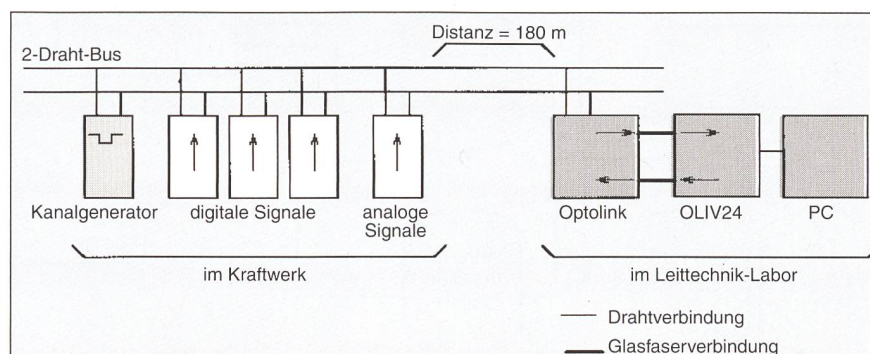 Distanz = 180 m
2-Draht-Bus
Kanalgenerator
digitale Signale
analoge
Signale
Optolink
OLIV24
PC
im Kraftwerk
im Leittechnik-Labor
Drahtverbindung
Glasfaserverbindung